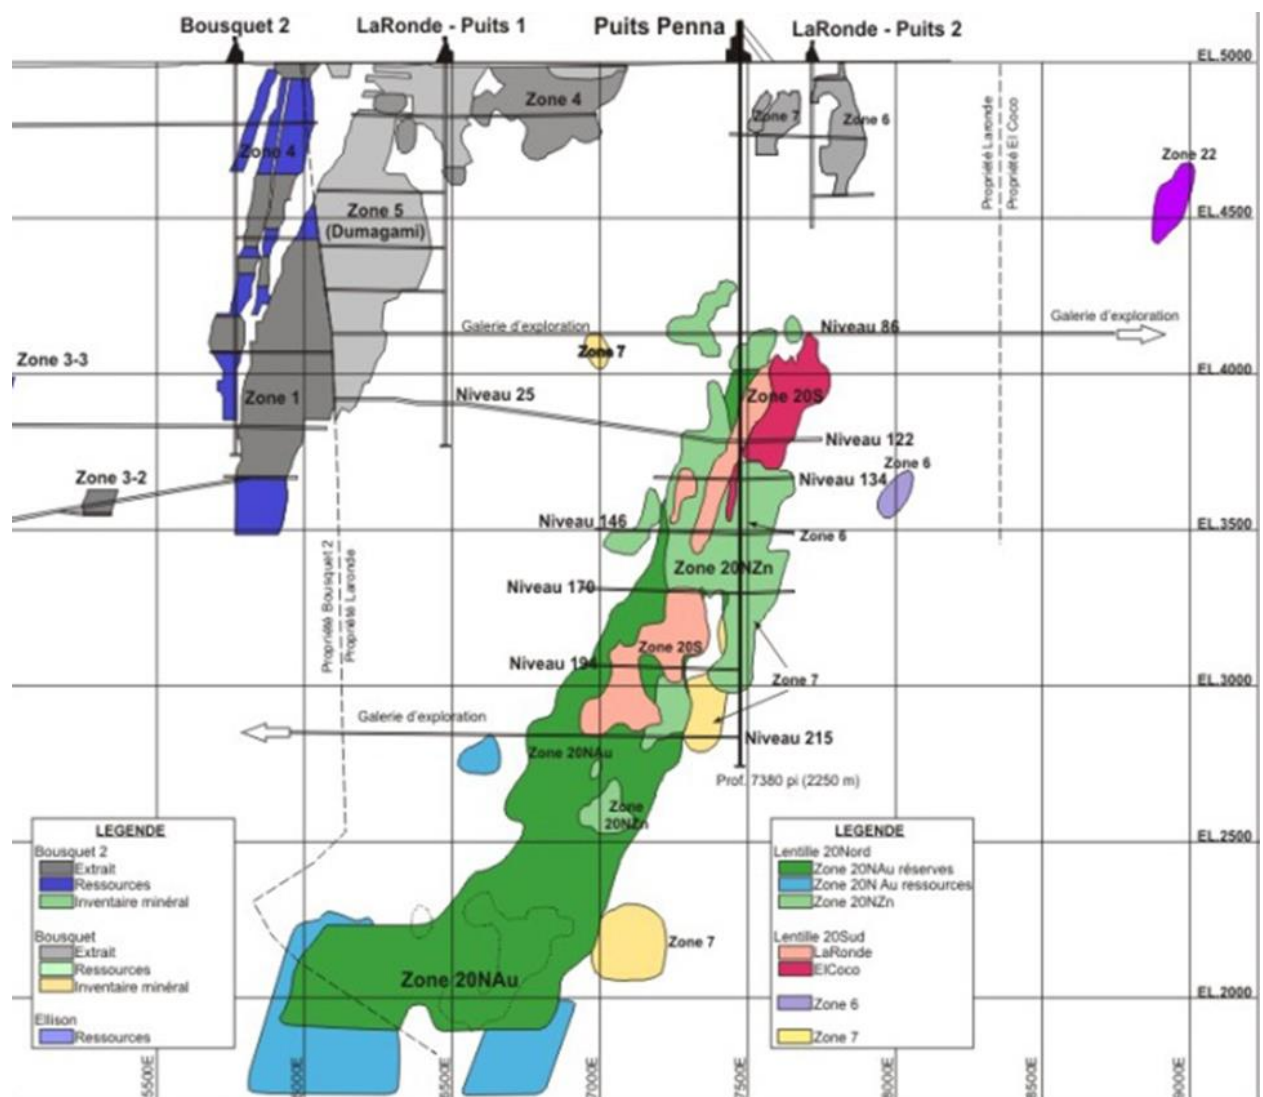 Bousquet 2
LaRonde - Puits 1
Puits Penna
LaRonde - Puits 2
EL.5000
Zone 4
Zone 7
Zone 6
Zone 4
Propriété Laronde
Propriété El Coco
Zone 22
Zone 5
(Dumagami)
EL.4500
Galerie d'exploration
Niveau 86
Galerie d'exploration
Zone 7
Zone 3-3
EL.4000
Zone 1
Niveau 25
Zone 20S
Niveau 122
Zone 6
Zone 3-2
Niveau 134
Niveau 146
EL.3500
Zone 6
Zone 20NZn
Propriété Bousquet 2
Propriété Laronde
Niveau 170
Zone 20S
Niveau 194
Zone 7
EL.3000
Galerie d'exploration
Niveau 215
Zone 20NAu
Prof. 7380 pi (2250 m)
Zone
20NZn
EL.2500
Zone 7
Zone 20NAu
EL.2000
LEGENDE
Bousquet 2
Extrait
Ressources
Inventaire minéral
Bousquet
Extrait
Ressources
Inventaire minéral
Ellison
Ressources
LEGENDE
Lentille 20Nord
Zone 20NAu réserves
Zone 20N Au ressources
Zone 20NZn
Lentille 20Sud
LaRonde
ElCoco
Zone 6
Zone 7
5500E
6500E
7000E
7500E
8000E
8500E
9000E